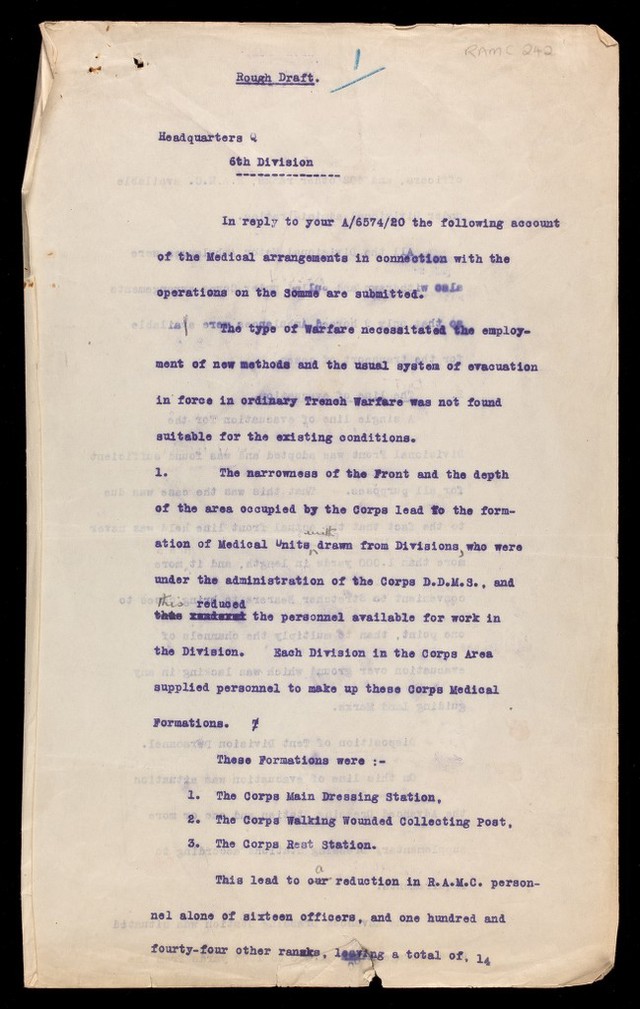 RAMC 242
1
Rough Draft.
Headquarters Q
6th Division
In reply to your A/6574/20 the following account
of the Medical arrangements in connection with the
operations on the Somme are submitted.
The type of Warfare necessitated the employ-
ment of new methods and the usual system of evacuation
in force in ordinary Trench Warfare was not found
suitable for the existing conditions.
1. The narrowness of the Front and the depth
of the area occupied by the Corps lead to the form-
ation of Medical Units drawn from Divisions, who were
under the administration of the Corps D.D.M.S., and
thus reduced
thus the personnel available for work in
the Division. Each Division in the Corps Area
supplied personnel to make up these Corps Medical
Formations.
These Formations were :-
1. The Corps Main Dressing Station,
2. The Corps Walking Wounded Collecting Post,
3. The Corps Rest Station.
a
This lead to our reduction in R.A.M.C. person-
nel alone of sixteen officers, and one hundred and
fourty-four other ranks, leaving a total of, 14